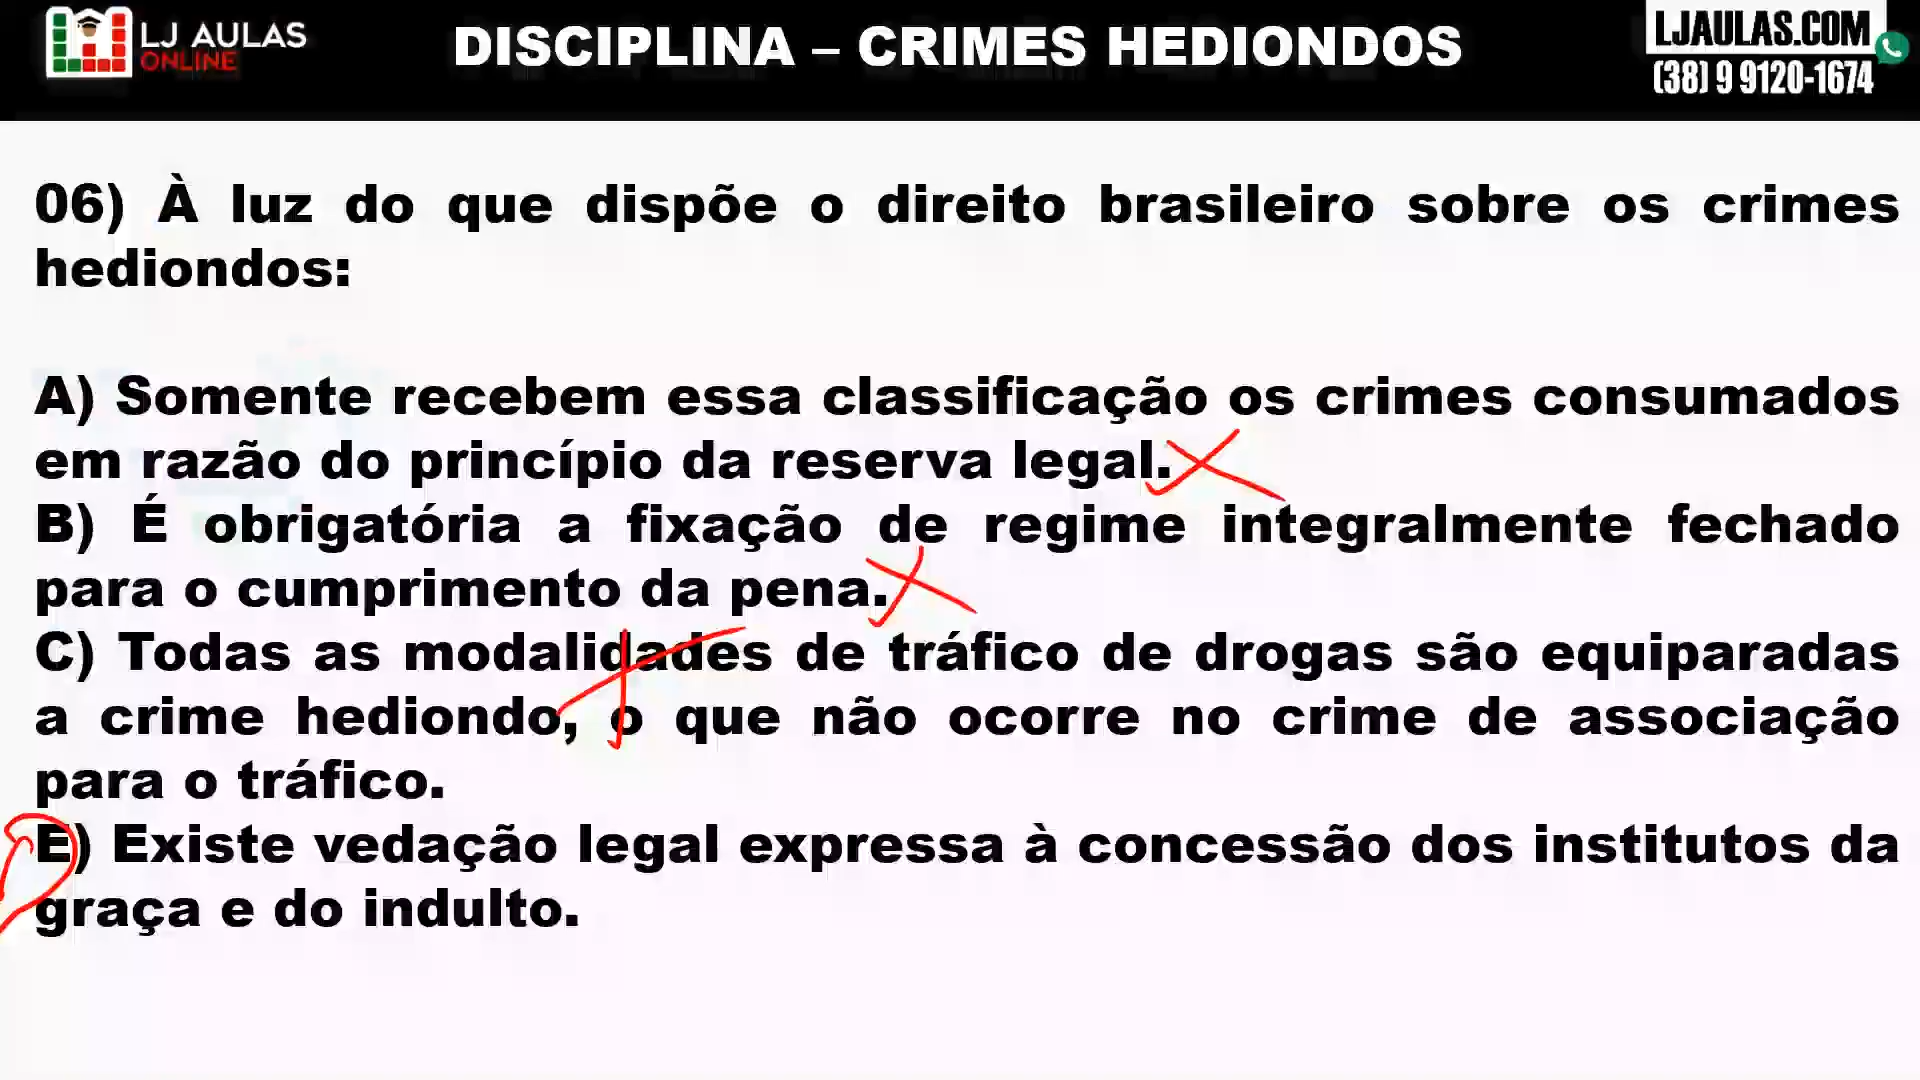 LJ AULAS
ONLINE
DISCIPLINA – CRIMES HEDIONDOS
LJAULAS.COM
(38) 9 9120-1674
06) À luz do que dispõe o direito brasileiro sobre os crimes
hediondos:
A) Somente recebem essa classificação os crimes consumados
em razão do princípio da reserva legal.
B) É obrigatória a fixação de regime integralmente fechado
para o cumprimento da pena.
C) Todas as modalidades de tráfico de drogas são equiparadas
a crime hediondo, o que não ocorre no crime de associação
para o tráfico.
E) Existe vedação legal expressa à concessão dos institutos da
graça e do indulto.